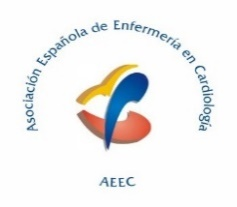 Asociación Española de Enfermería en Cardiología
AEEC